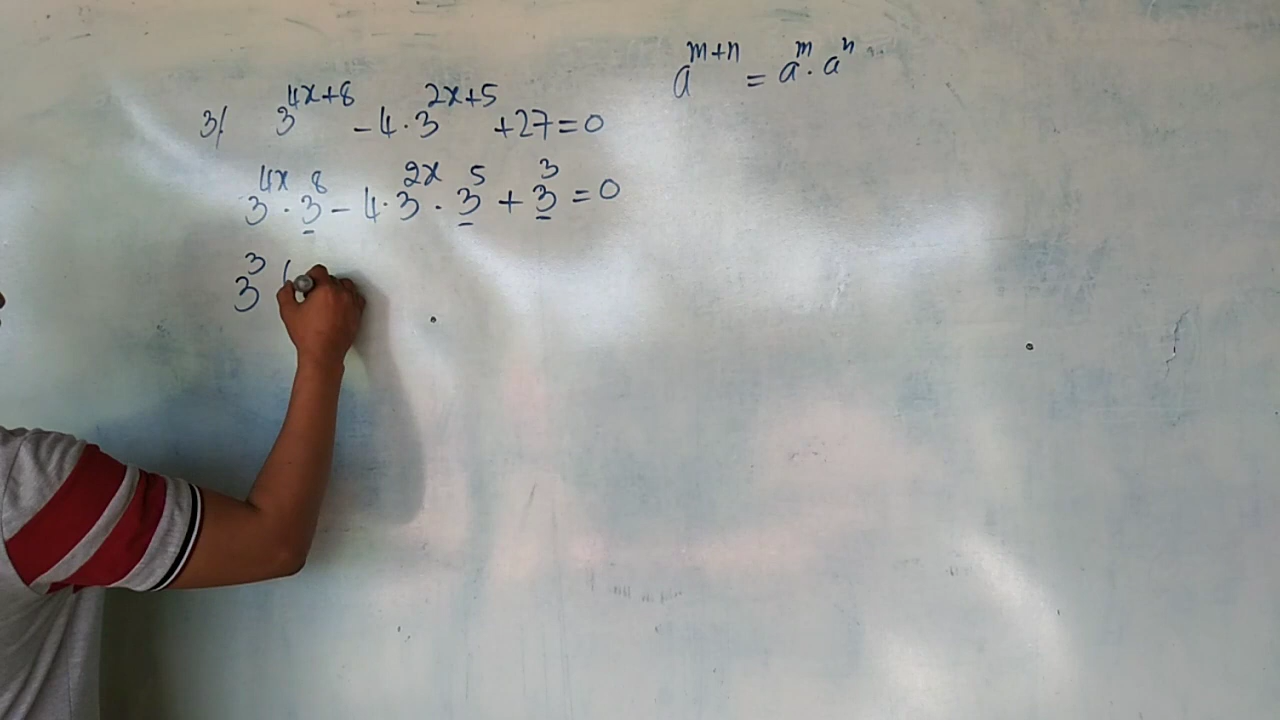 a^{m+n} = a^m · a^n
3/ 3^{4x+8} - 4·3^{2x+5} + 27 = 0
3^{4x} · 3^8 - 4·3^{2x} · 3^5 + 3^3 = 0
3^3 (